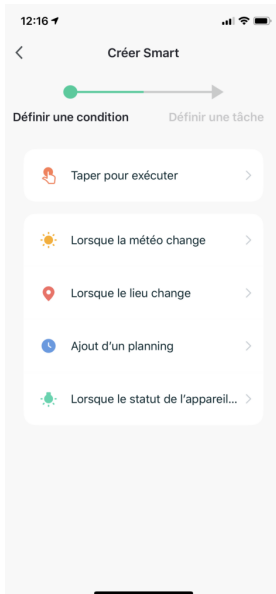 12:16
Créer Smart
Définir une condition
Définir une tâche
Taper pour exécuter
Lorsque la météo change
Lorsque le lieu change
Ajout d'un planning
Lorsque le statut de l'appareil...